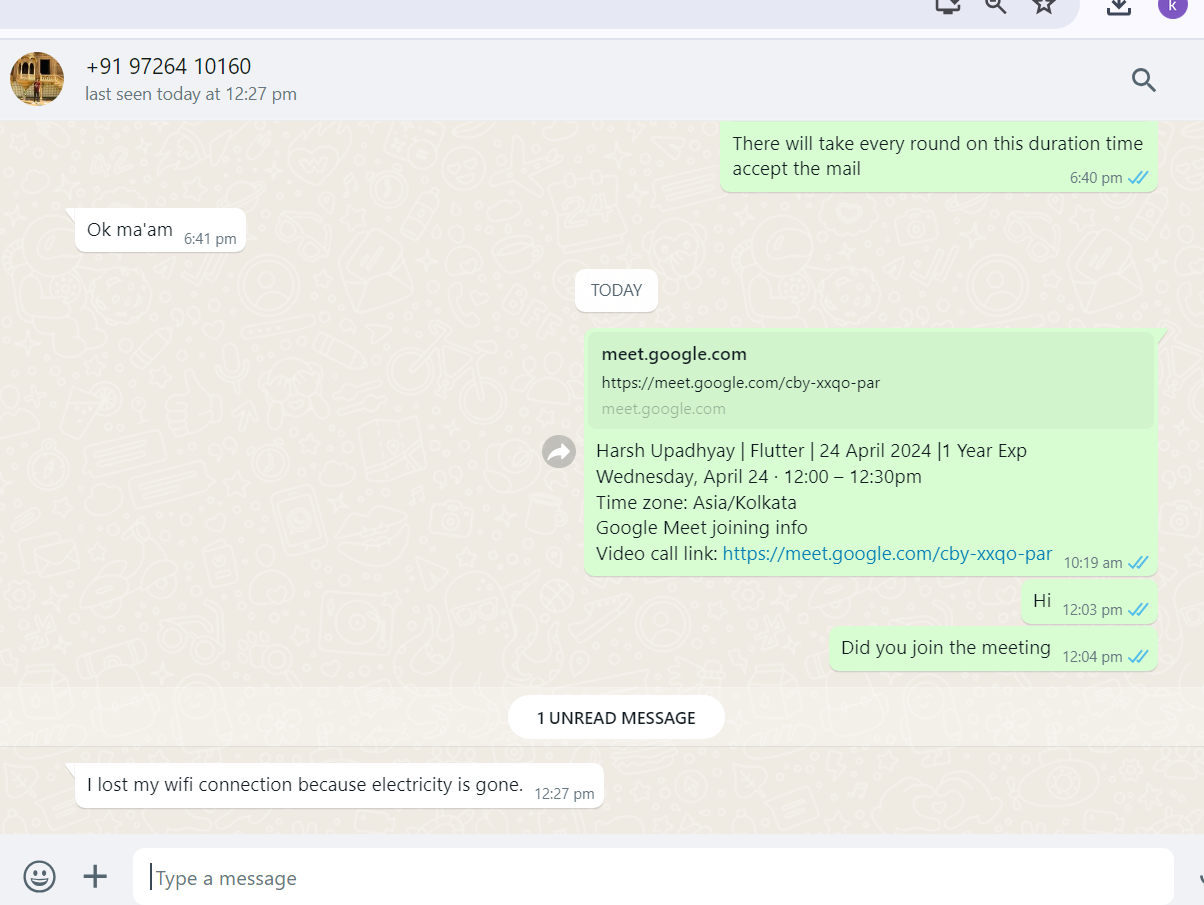 K
+91 97264 10160
last seen today at 12:27 pm
There will take every round on this duration time
accept the mail
6:40 pm
Ok ma'am 6:41 pm
TODAY
meet.google.com
https://meet.google.com/cby-xxqo-par
meet.google.com
Harsh Upadhyay | Flutter | 24 April 2024 |1 Year Exp
Wednesday, April 24 · 12:00 – 12:30pm
Time zone: Asia/Kolkata
Google Meet joining info
Video call link: https://meet.google.com/cby-xxqo-par 10:19 am
Hi 12:03 pm
Did you join the meeting 12:04 pm
1 UNREAD MESSAGE
I lost my wifi connection because electricity is gone. 12:27 pm
Type a message